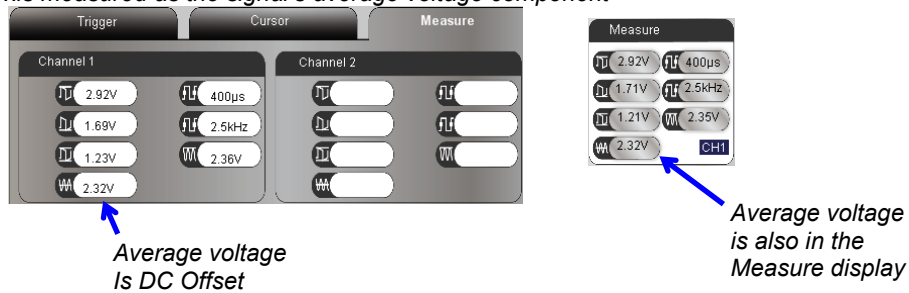 is measured as the signal's average voltage component
Trigger
Cursor
Measure
Channel 1
2.92V
400µs
1.69V
2.5kHz
1.23V
2.36V
2.32V
Channel 2
Measure
2.92V
400µs
1.71V
2.5kHz
1.21V
2.35V
2.32V
CH1
Average voltage
Is DC Offset
Average voltage
is also in the
Measure display